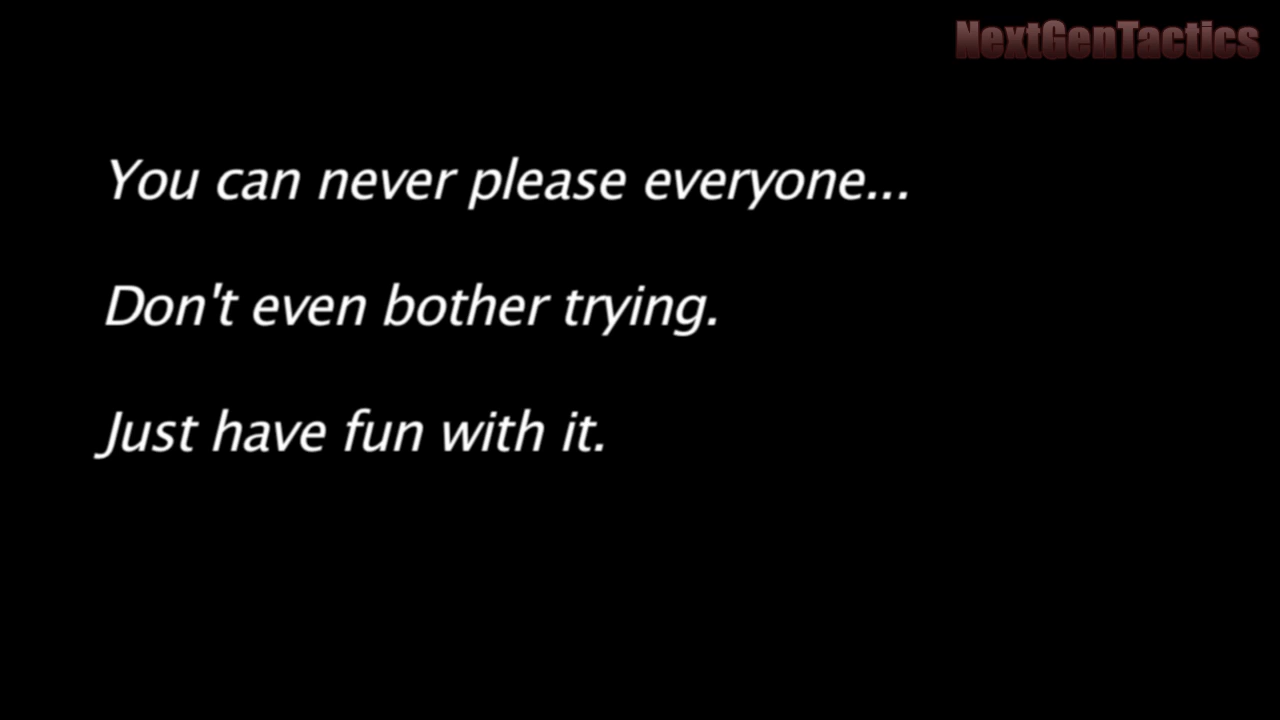 NextGenTactics
You can never please everyone...
Don't even bother trying.
Just have fun with it.